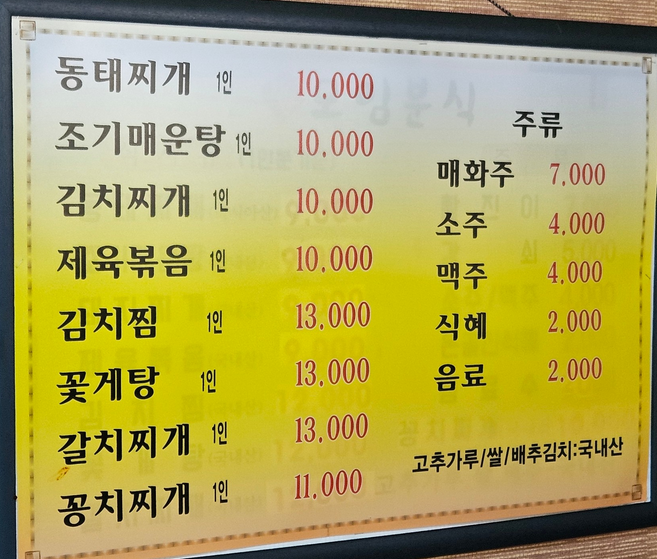 동태찌개 1인 10,000
조기매운탕 1인 10,000
김치찌개 1인 10,000
제육볶음 1인 10,000
김치찜 1인 13,000
꽃게탕 1인 13,000
갈치찌개 1인 13,000
꽁치찌개 1인 11,000
주류
매화주 7,000
소주 4,000
맥주 4,000
식혜 2,000
음료 2,000
고추가루/쌀/배추김치:국내산